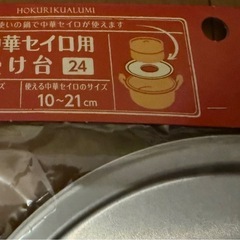 HOKURIKUALUMI
使いの鍋で中華セイロが使えます
華セイロ用
け台 24
ズ 使える中華セイロのサイズ
10~21cm